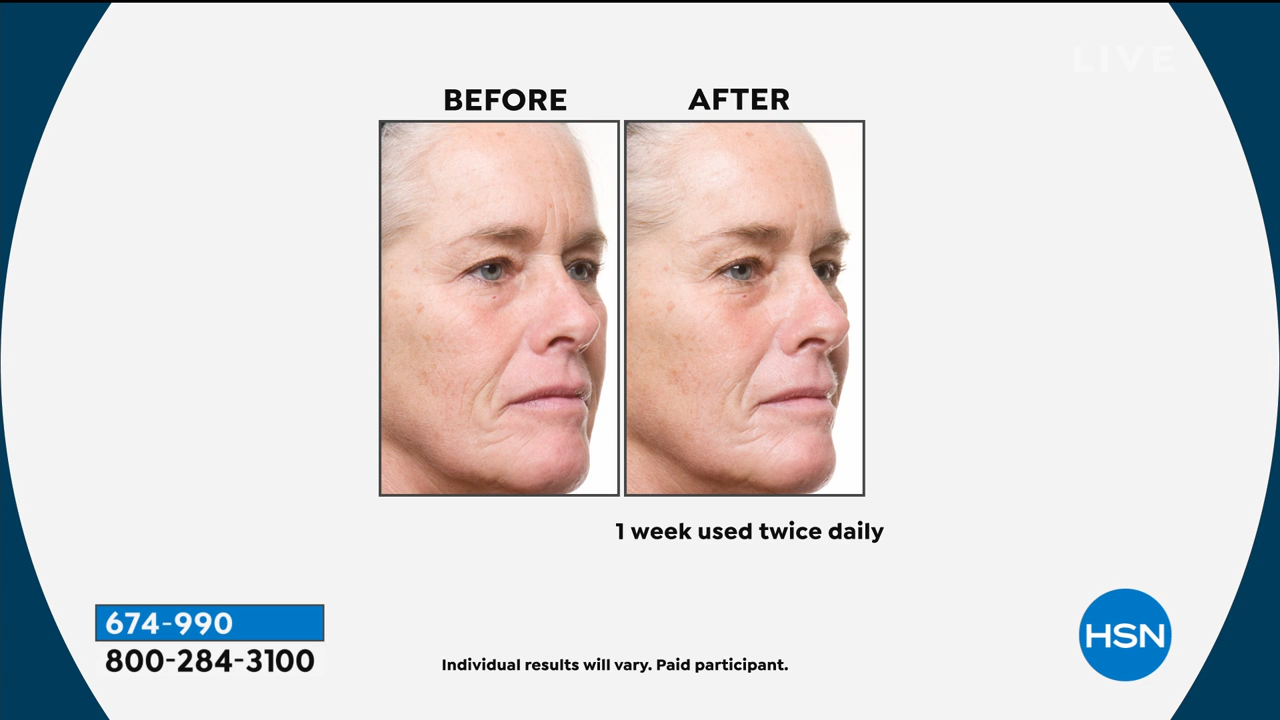 LIVE
BEFORE AFTER
1 week used twice daily
674-990
800-284-3100
Individual results will vary. Paid participant.
HSN